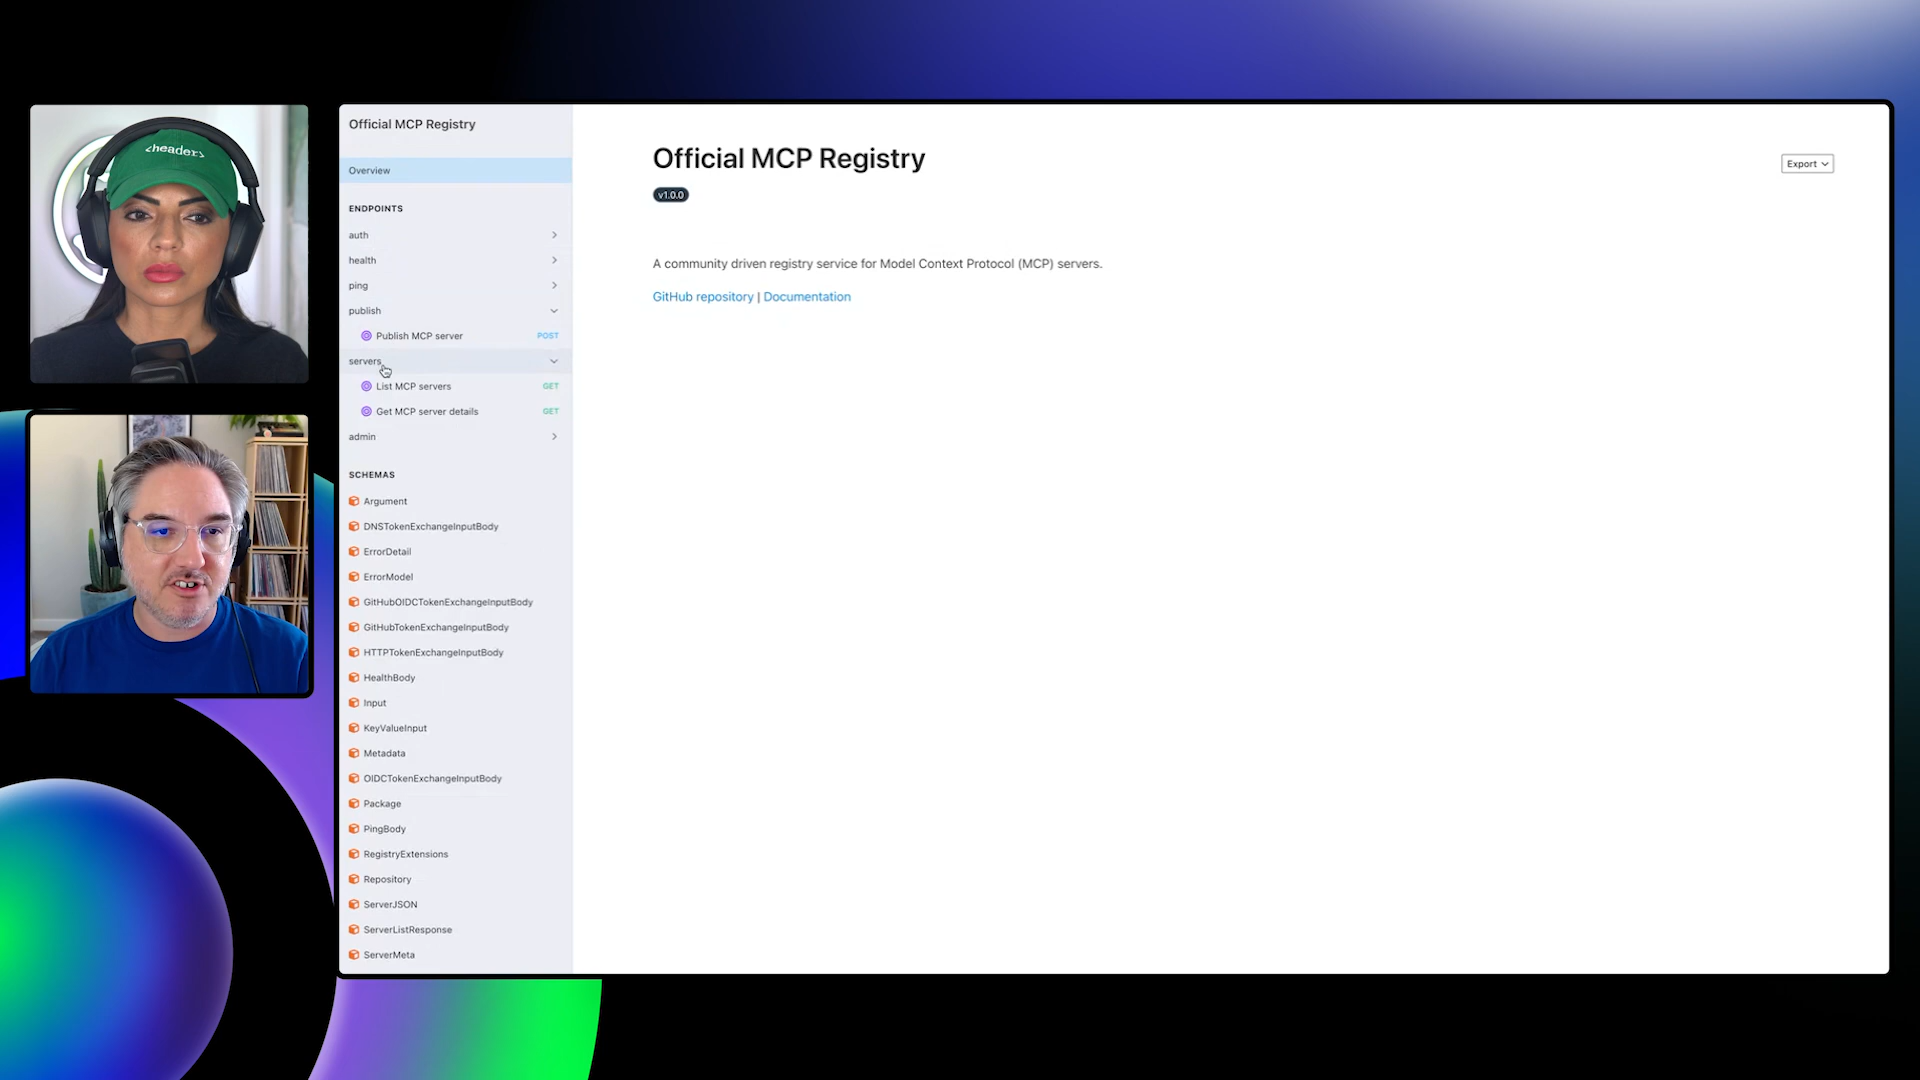 <header>
Official MCP Registry
Overview
ENDPOINTS
auth
health
ping
publish
Publish MCP server POST
servers
List MCP servers GET
Get MCP server details GET
admin
SCHEMAS
Argument
DNSTokenExchangeInputBody
ErrorDetail
ErrorModel
GitHubOIDCTokenExchangeInputBody
GitHubTokenExchangeInputBody
HTTPTokenExchangeInputBody
HealthBody
Input
KeyValueInput
Metadata
OIDCTokenExchangeInputBody
Package
PingBody
RegistryExtensions
Repository
ServerJSON
ServerListResponse
ServerMeta
Official MCP Registry
Export
v1.0.0
A community driven registry service for Model Context Protocol (MCP) servers.
GitHub repository | Documentation